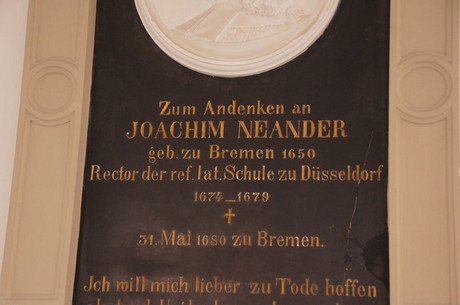 Zum Andenken an
JOACHIM NEANDER
geb. zu Bremen 1650
Rector der ref. lat. Schule zu Düsseldorf
1674-1679
†
31. Mai 1680 zu Bremen.
Ich will mich lieber zu Tode hoffen